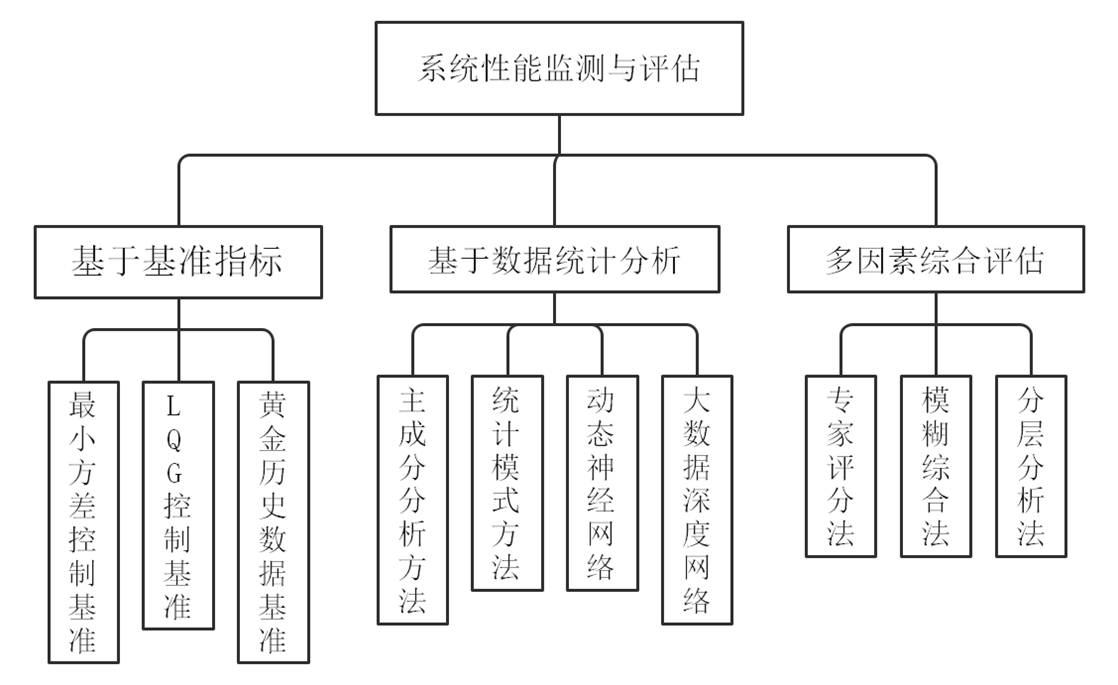 系统性能监测与评估
基于基准指标
基于数据统计分析
多因素综合评估
最小方差控制基准
LQG控制基准
黄金历史数据基准
主成分分析方法
统计模式方法
动态神经网络
大数据深度网络
专家评分法
模糊综合法
分层分析法